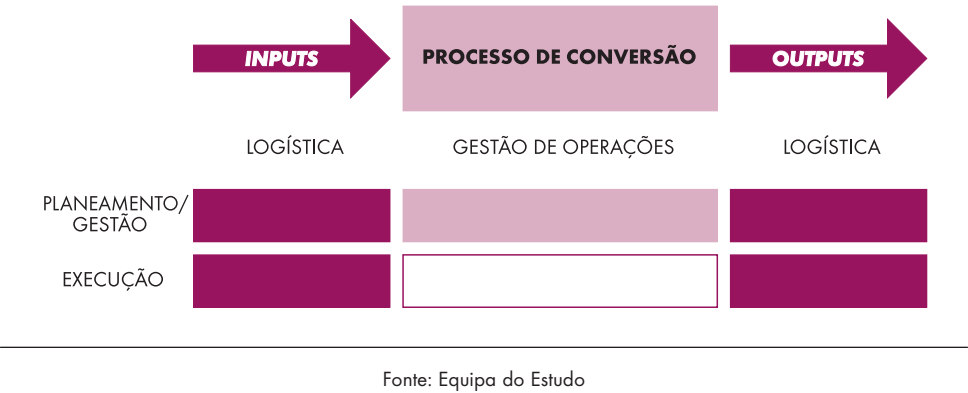 INPUTS
PROCESSO DE CONVERSÃO
OUTPUTS
LOGÍSTICA
GESTÃO DE OPERAÇÕES
LOGÍSTICA
PLANEAMENTO/
GESTÃO
EXECUÇÃO
Fonte: Equipa do Estudo